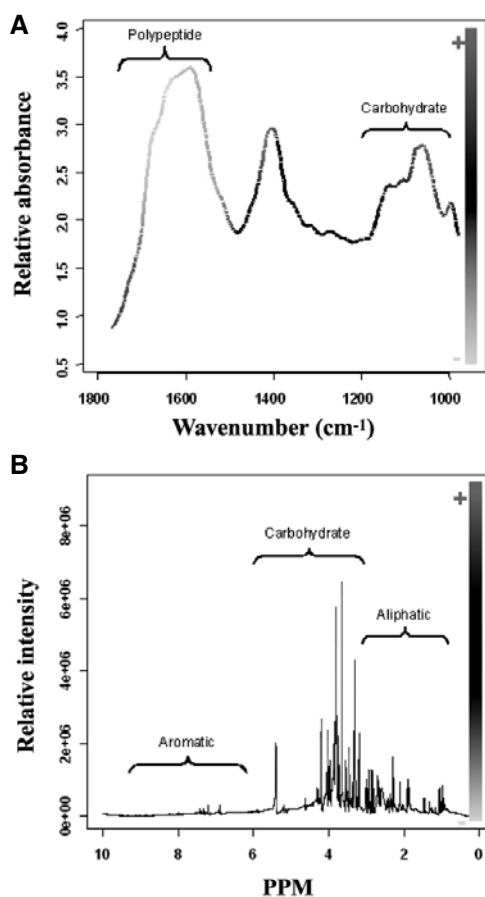 A
Polypeptide
Carbohydrate
+
-
Relative absorbance
4.0
3.5
3.0
2.5
2.0
1.5
1.0
0.5
1800 1600 1400 1200 1000
Wavenumber (cm-1)
B
Carbohydrate
Aliphatic
Aromatic
+
-
Relative intensity
8e+06
6e+06
4e+06
2e+06
0e+00
10 8 6 4 2 0
PPM